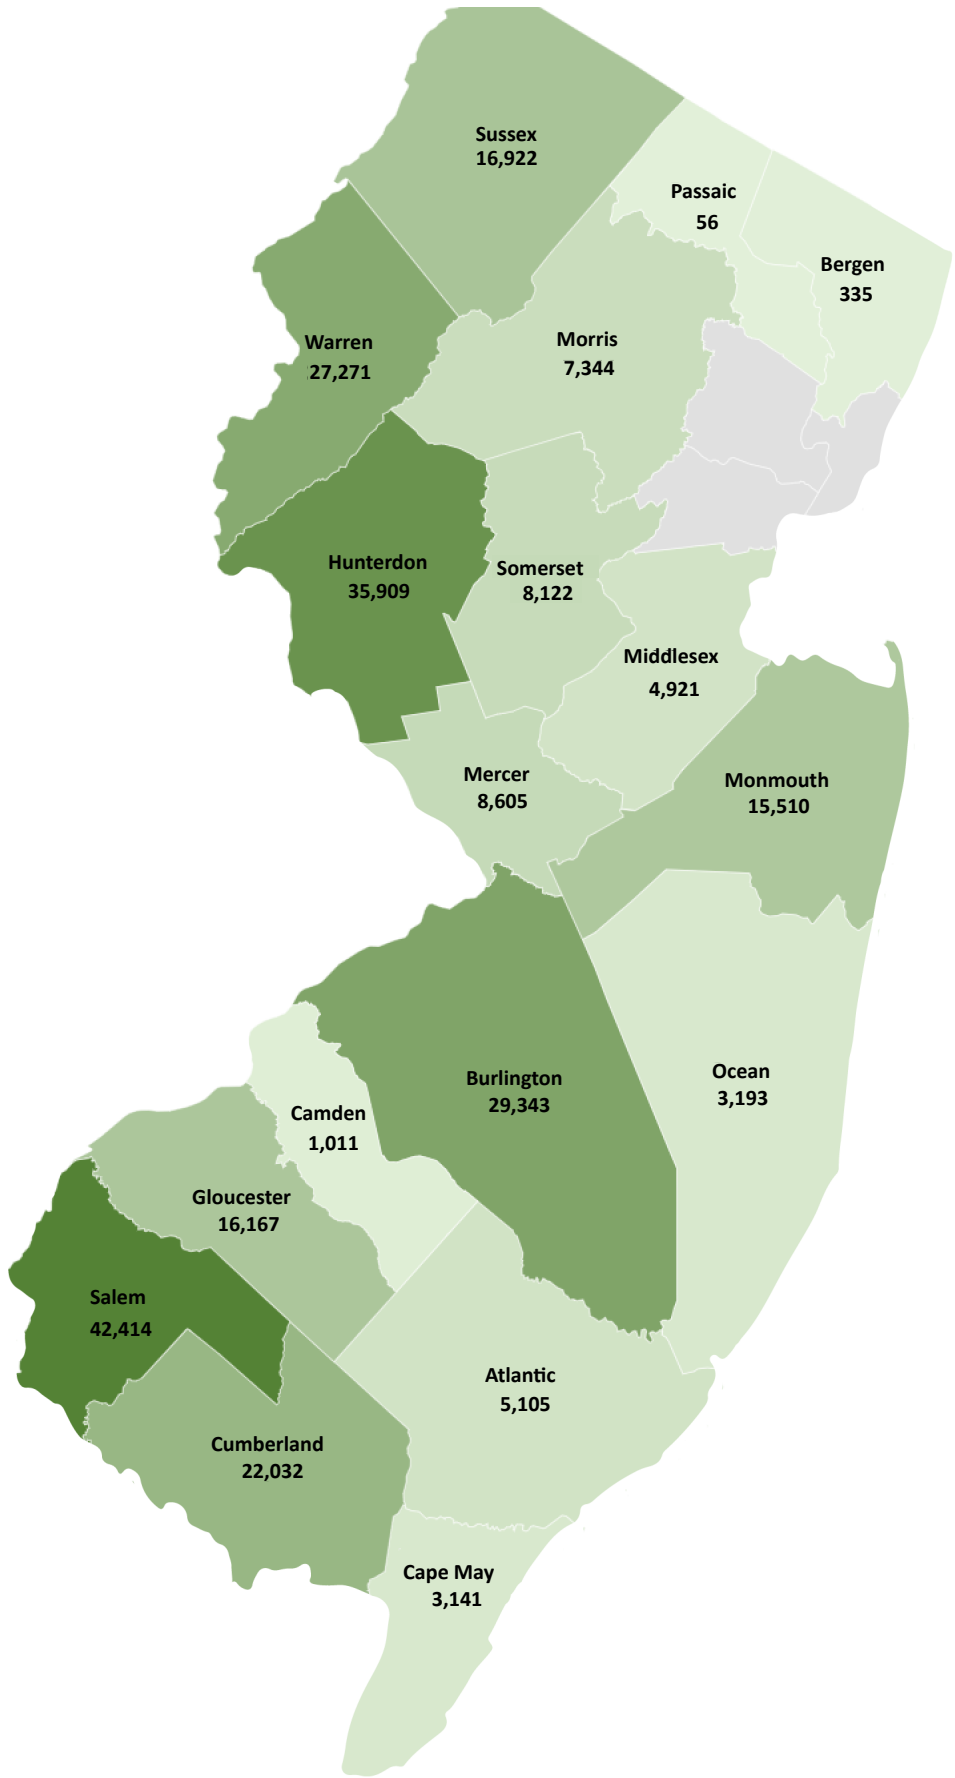 Sussex
16,922
Passaic
56
Bergen
335
Warren
27,271
Morris
7,344
Hunterdon
35,909
Somerset
8,122
Middlesex
4,921
Mercer
8,605
Monmouth
15,510
Burlington
29,343
Ocean
3,193
Camden
1,011
Gloucester
16,167
Salem
42,414
Atlantic
5,105
Cumberland
22,032
Cape May
3,141